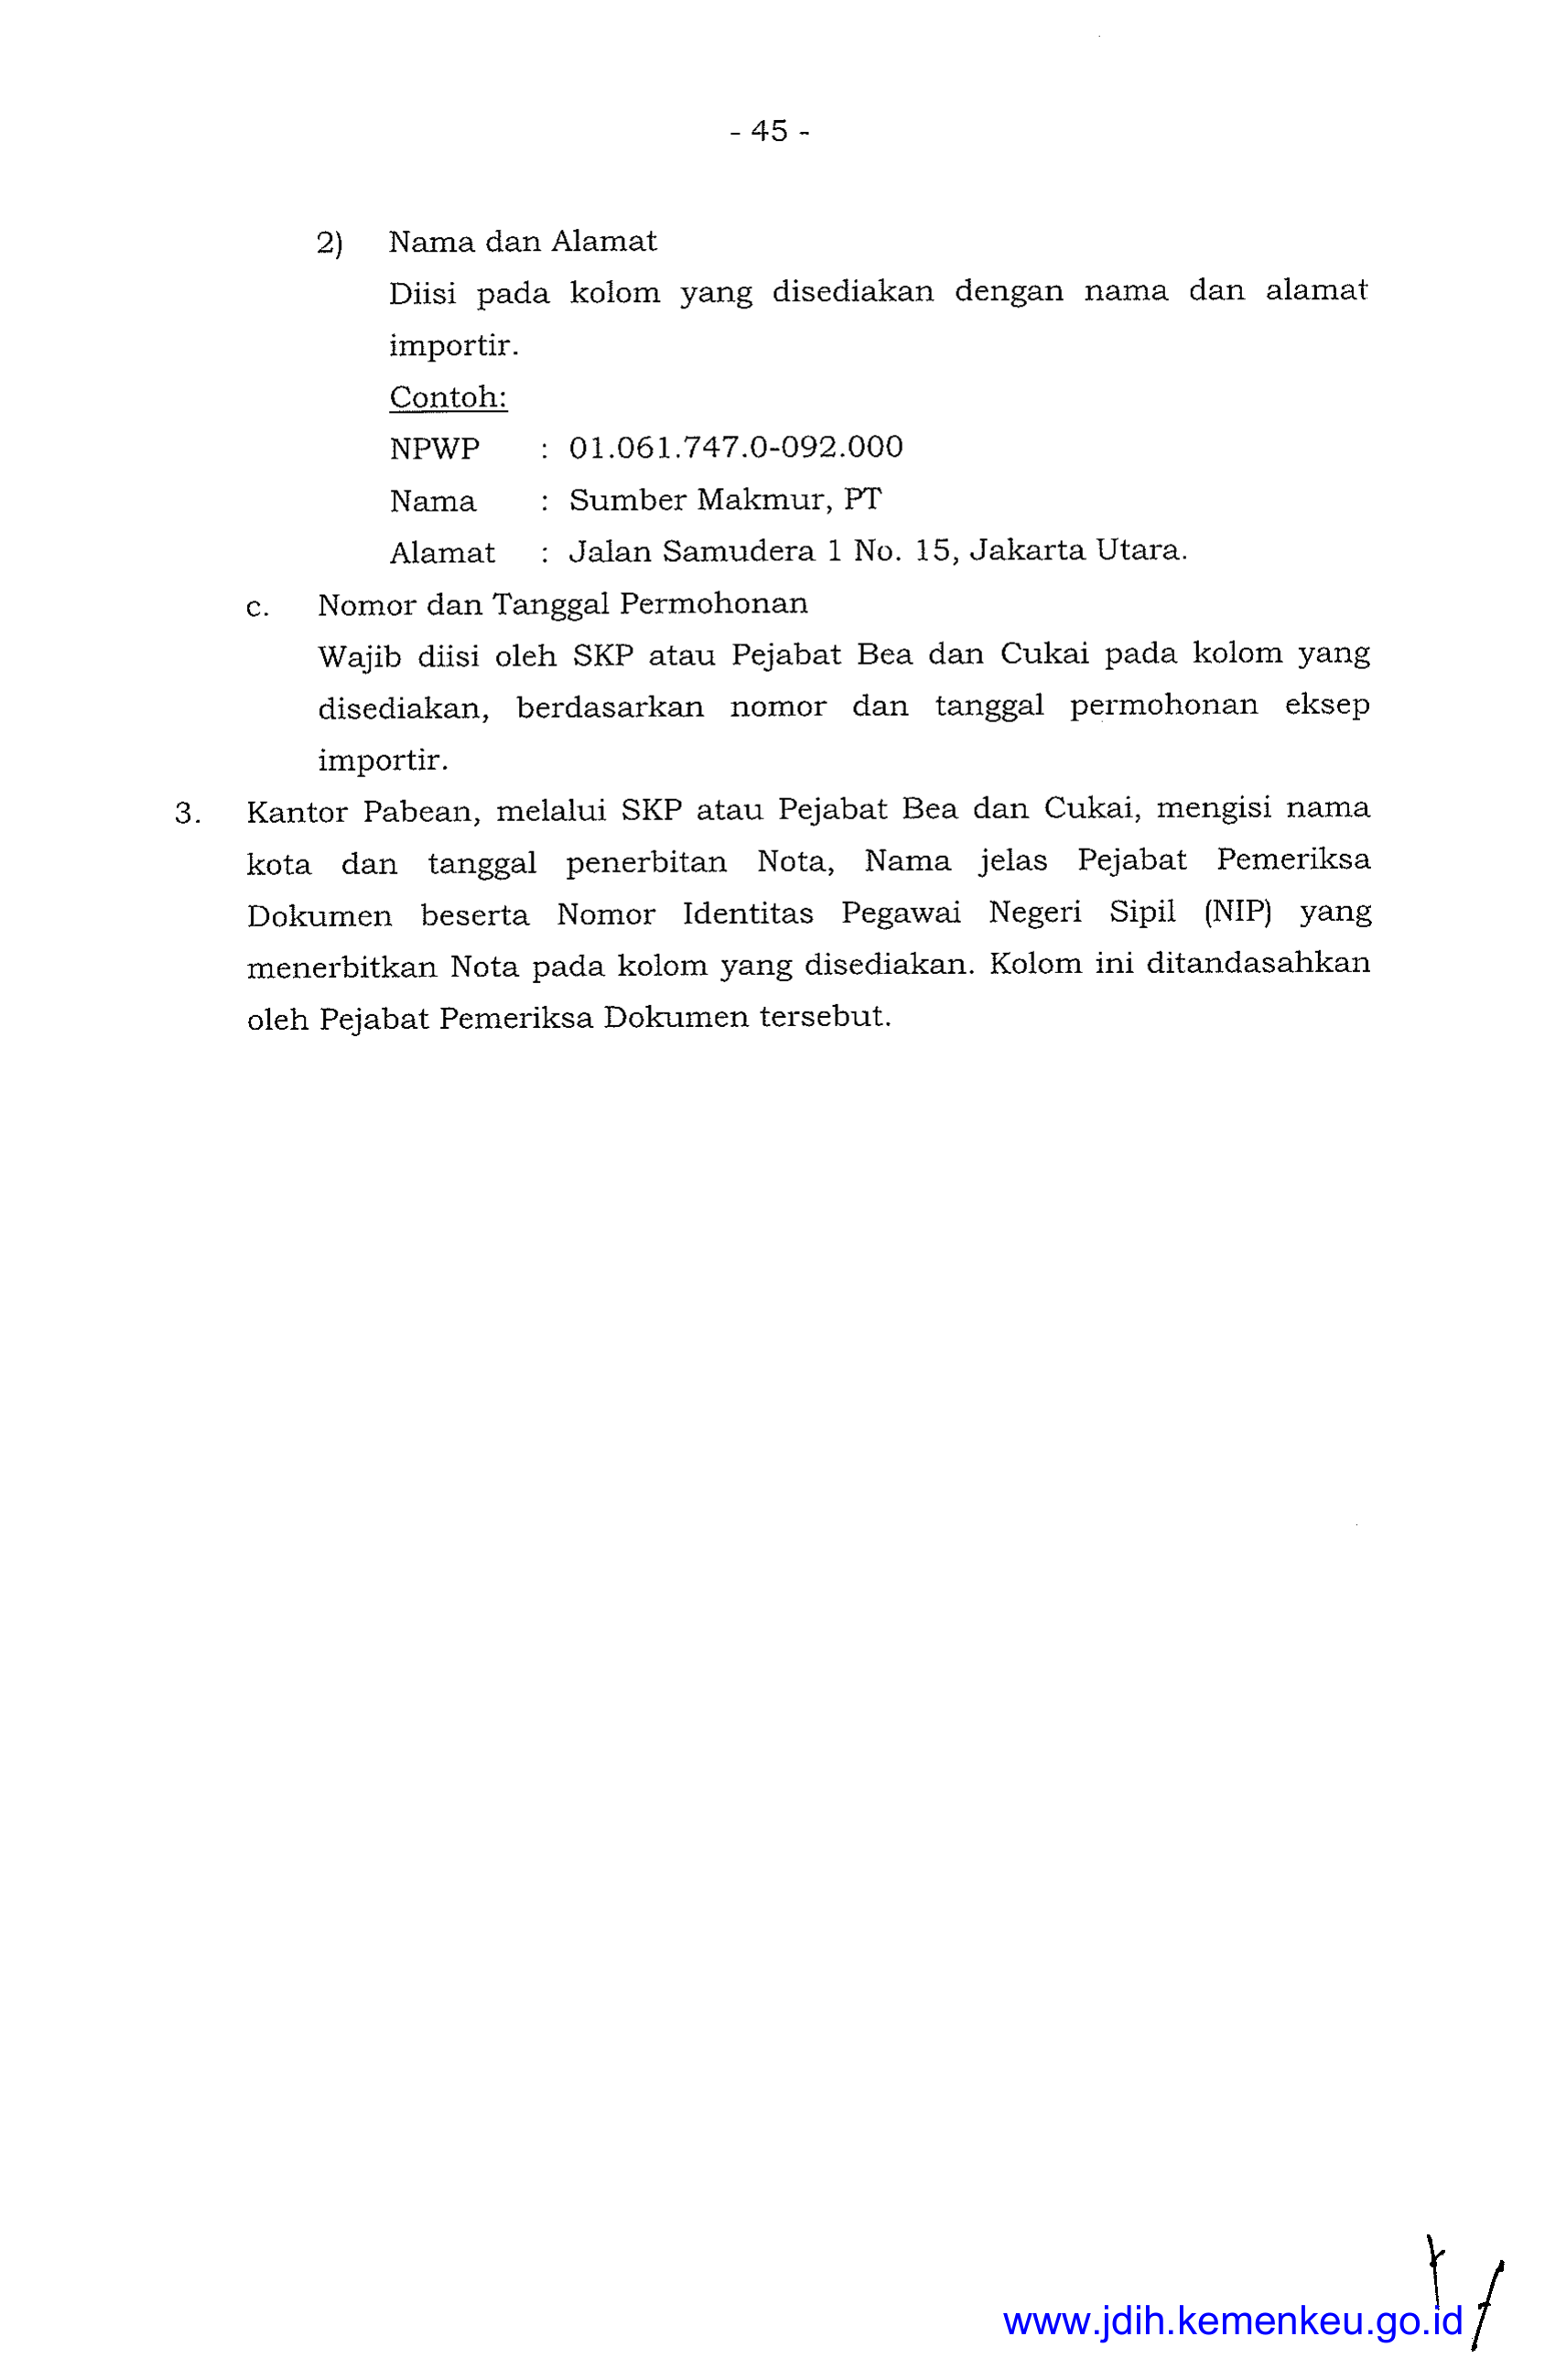 - 45 -
2) Nama dan Alamat
Diisi pada kolom yang disediakan dengan nama dan alamat
importir.
Contoh:
NPWP : 01.061.747.0-092.000
Nama : Sumber Makmur, PT
Alamat : Jalan Samudera 1 No. 15, Jakarta Utara.
c. Nomor dan Tanggal Permohonan
Wajib diisi oleh SKP atau Pejabat Bea dan Cukai pada kolom yang
disediakan, berdasarkan nomor dan tanggal permohonan eksep
importir.
3. Kantor Pabean, melalui SKP atau Pejabat Bea dan Cukai, mengisi nama
kota dan tanggal penerbitan Nota, Nama jelas Pejabat Pemeriksa
Dokumen beserta Nomor Identitas Pegawai Negeri Sipil (NIP) yang
menerbitkan Nota pada kolom yang disediakan. Kolom ini ditandasahkan
oleh Pejabat Pemeriksa Dokumen tersebut.
www.jdih.kemenkeu.go.id